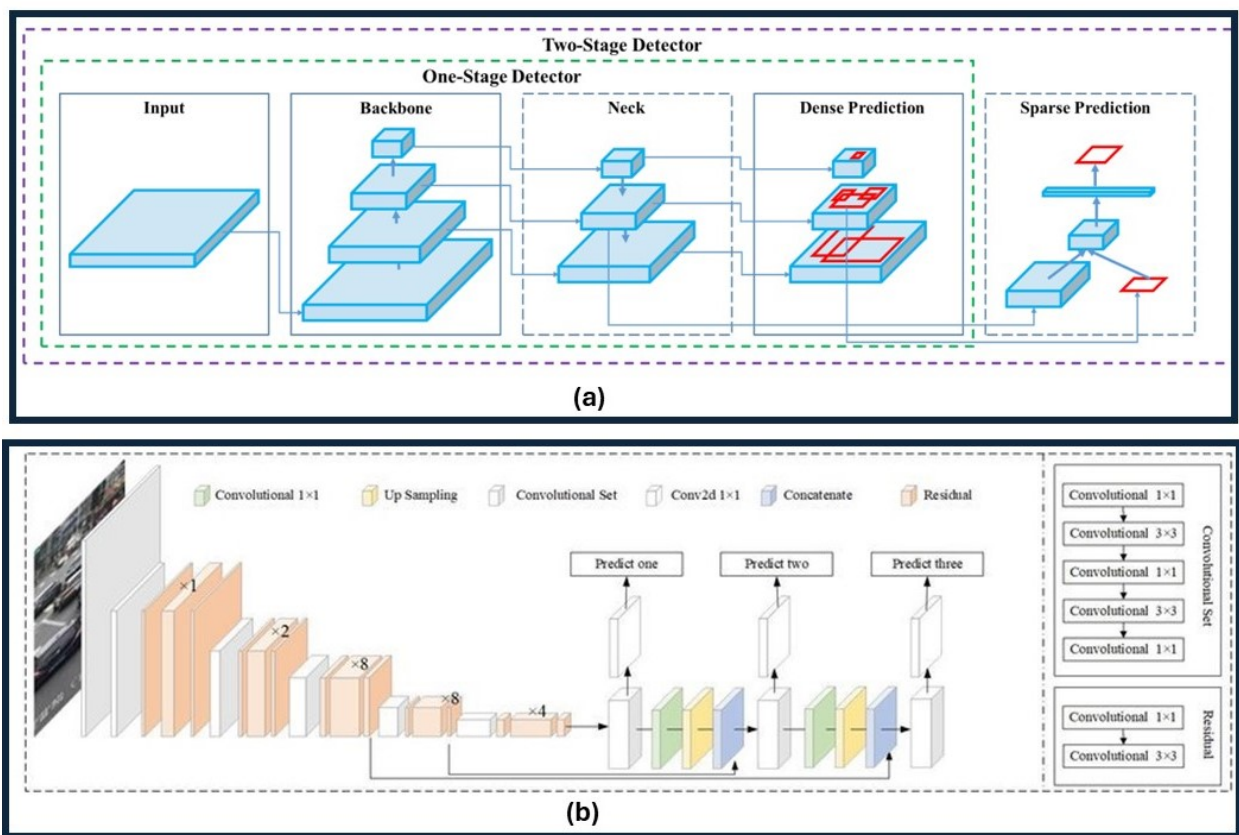 Two-Stage Detector
One-Stage Detector
Input
Backbone
Neck
Dense Prediction
Sparse Prediction
(a)
Convolutional 1×1
Up Sampling
Convolutional Set
Conv2d 1×1
Concatenate
Residual
×1
×2
×8
×8
×4
Predict one
Predict two
Predict three
Convolutional 1×1
Convolutional 3×3
Convolutional 1×1
Convolutional 3×3
Convolutional 1×1
Convolutional Set
Convolutional 1×1
Convolutional 3×3
Residual
(b)